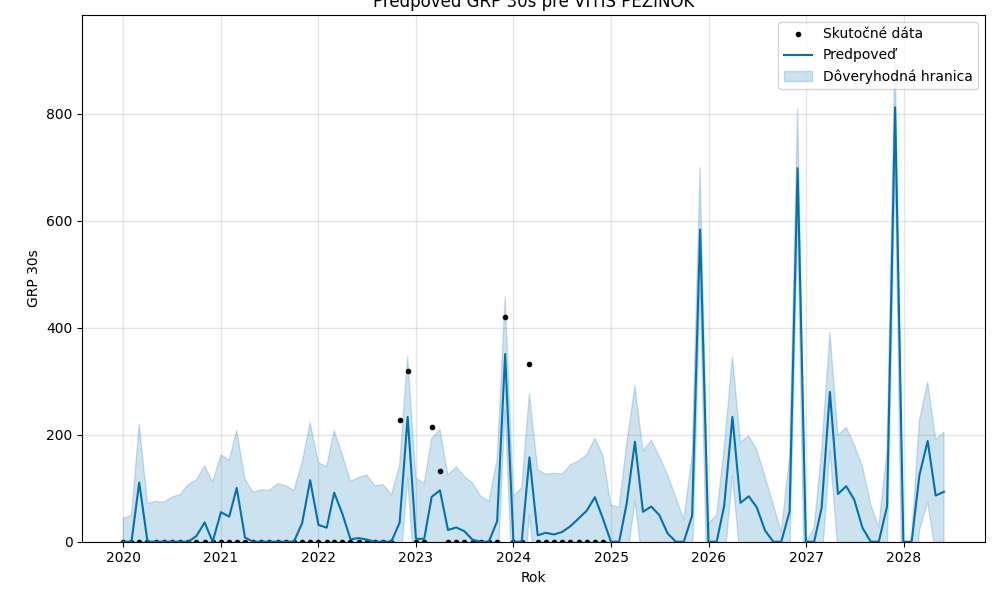 Predpoveď GRP 30s pre VITIS PEZINOK
Skutočné dáta
Predpoveď
Dôveryhodná hranica
GRP 30s
800
600
400
200
0
2020 2021 2022 2023 2024 2025 2026 2027 2028
Rok